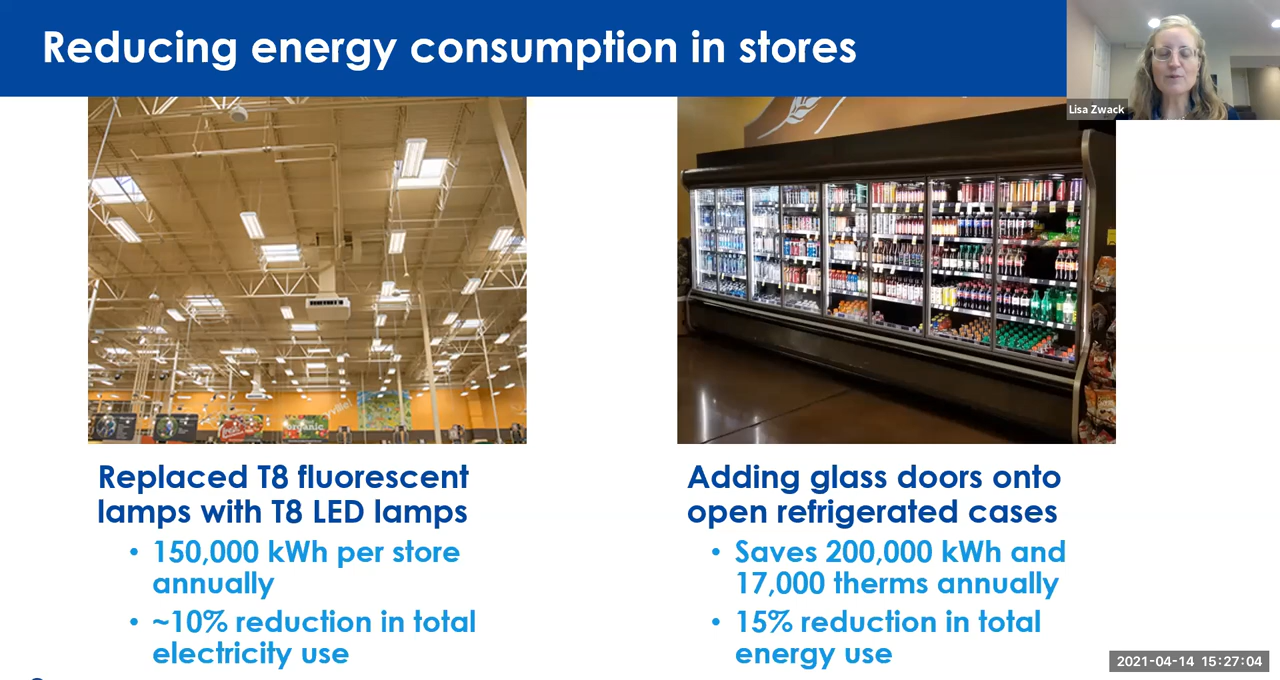 Reducing energy consumption in stores
Lisa Zwack
organic
Replaced T8 fluorescent
lamps with T8 LED lamps
• 150,000 kWh per store
annually
• ~10% reduction in total
electricity use
Adding glass doors onto
open refrigerated cases
• Saves 200,000 kWh and
17,000 therms annually
• 15% reduction in total
energy use
2021-04-14 15:27:04